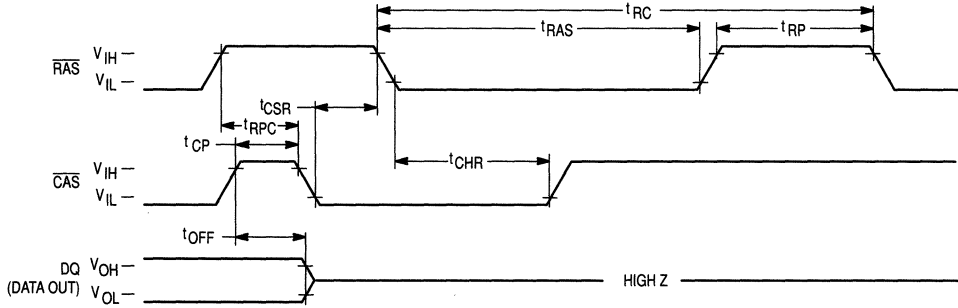 tRC
tRAS
tRP
RAS
VIH
VIL
tCSR
tRPC
tCP
tCHR
CAS
VIH
VIL
tOFF
DQ
(DATA OUT)
VOH
VOL
HIGH Z